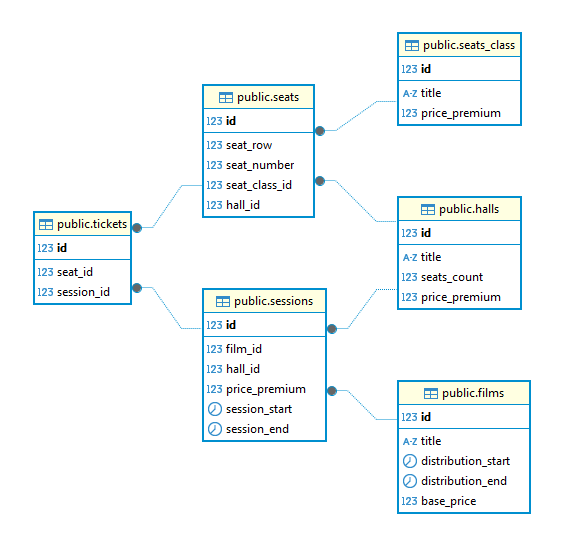 public.seats_class
123 id
A-Z title
123 price_premium
public.seats
123 id
123 seat_row
123 seat_number
123 seat_class_id
123 hall_id
public.halls
123 id
123 title
123 seats_count
123 price_premium
public.tickets
123 id
123 seat_id
123 session_id
public.sessions
123 id
123 film_id
123 hall_id
123 price_premium
session_start
session_end
public.films
123 id
A-Z title
distribution_start
distribution_end
123 base_price